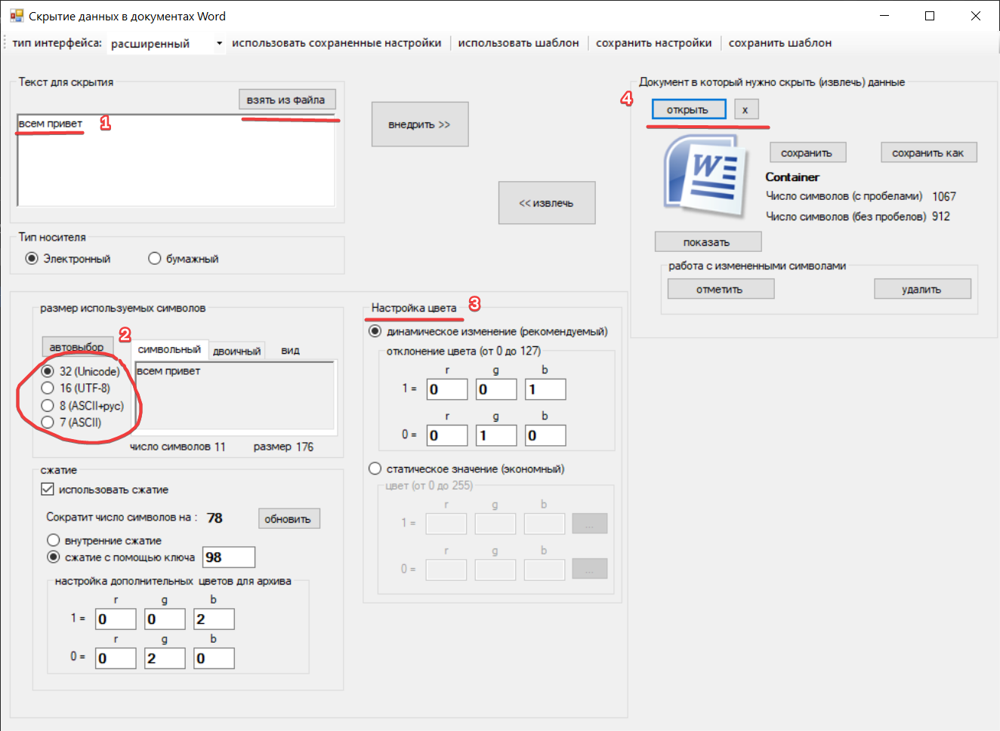 Скрытие данных в документах Word
тип интерфейса: расширенный использовать сохраненные настройки использовать шаблон сохранить настройки сохранить шаблон
Текст для скрытия
взять из файла
всем привет 1
внедрить >>
<< извлечь
Тип носителя
Электронный бумажный
Документ в который нужно скрыть (извлечь) данные
4
открыть x
W
сохранить сохранить как
Container
Число символов (с пробелами) 1067
Число символов (без пробелов) 912
показать
работа с измененными символами
отметить удалить
размер используемых символов
автовыбор 2
32 (Unicode)
16 (UTF-8)
8 (ASCII+рус)
7 (ASCII)
символьный двоичный вид
всем привет
число символов 11 размер 176
сжатие
использовать сжатие
Сократит число символов на : 78 обновить
внутренние сжатие
сжатие с помощью ключа 98
настройка дополнительных цветов для архива
r g b
1 = 0 0 2
r g b
0 = 0 2 0
Настройка цвета 3
динамическое изменение (рекомендуемый)
отклонение цвета (от 0 до 127)
r g b
1 = 0 0 1
r g b
0 = 0 1 0
статическое значение (экономный)
цвет (от 0 до 255)
r g b
1 = ...
r g b
0 = ...